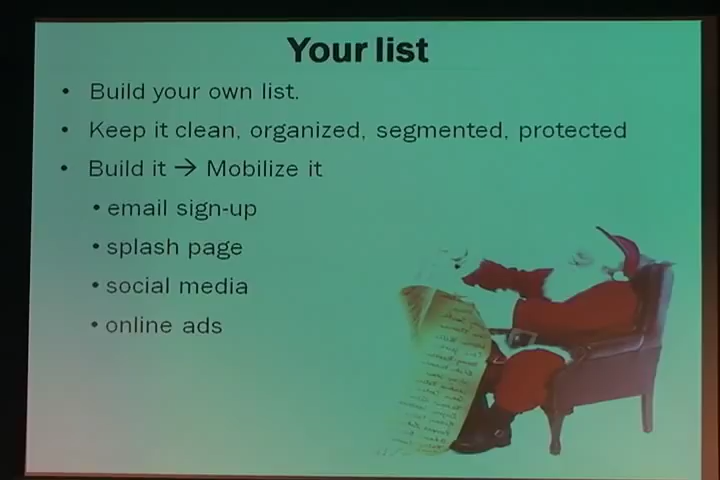 Your list
• Build your own list.
• Keep it clean, organized, segmented, protected
• Build it → Mobilize it
• email sign-up
• splash page
• social media
• online ads